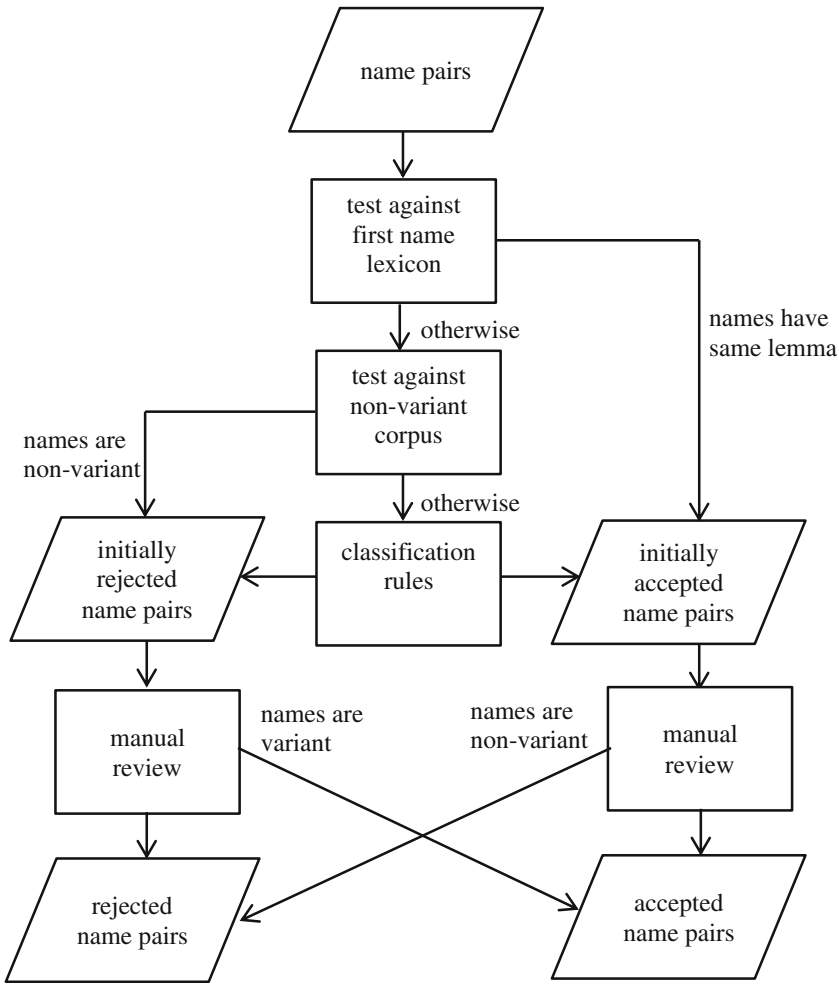 name pairs
test against
first name
lexicon
otherwise
names have
same lemma
test against
non-variant
corpus
names are
non-variant
otherwise
initially
rejected
name pairs
classification
rules
initially
accepted
name pairs
manual
review
names are
variant
names are
non-variant
manual
review
rejected
name pairs
accepted
name pairs